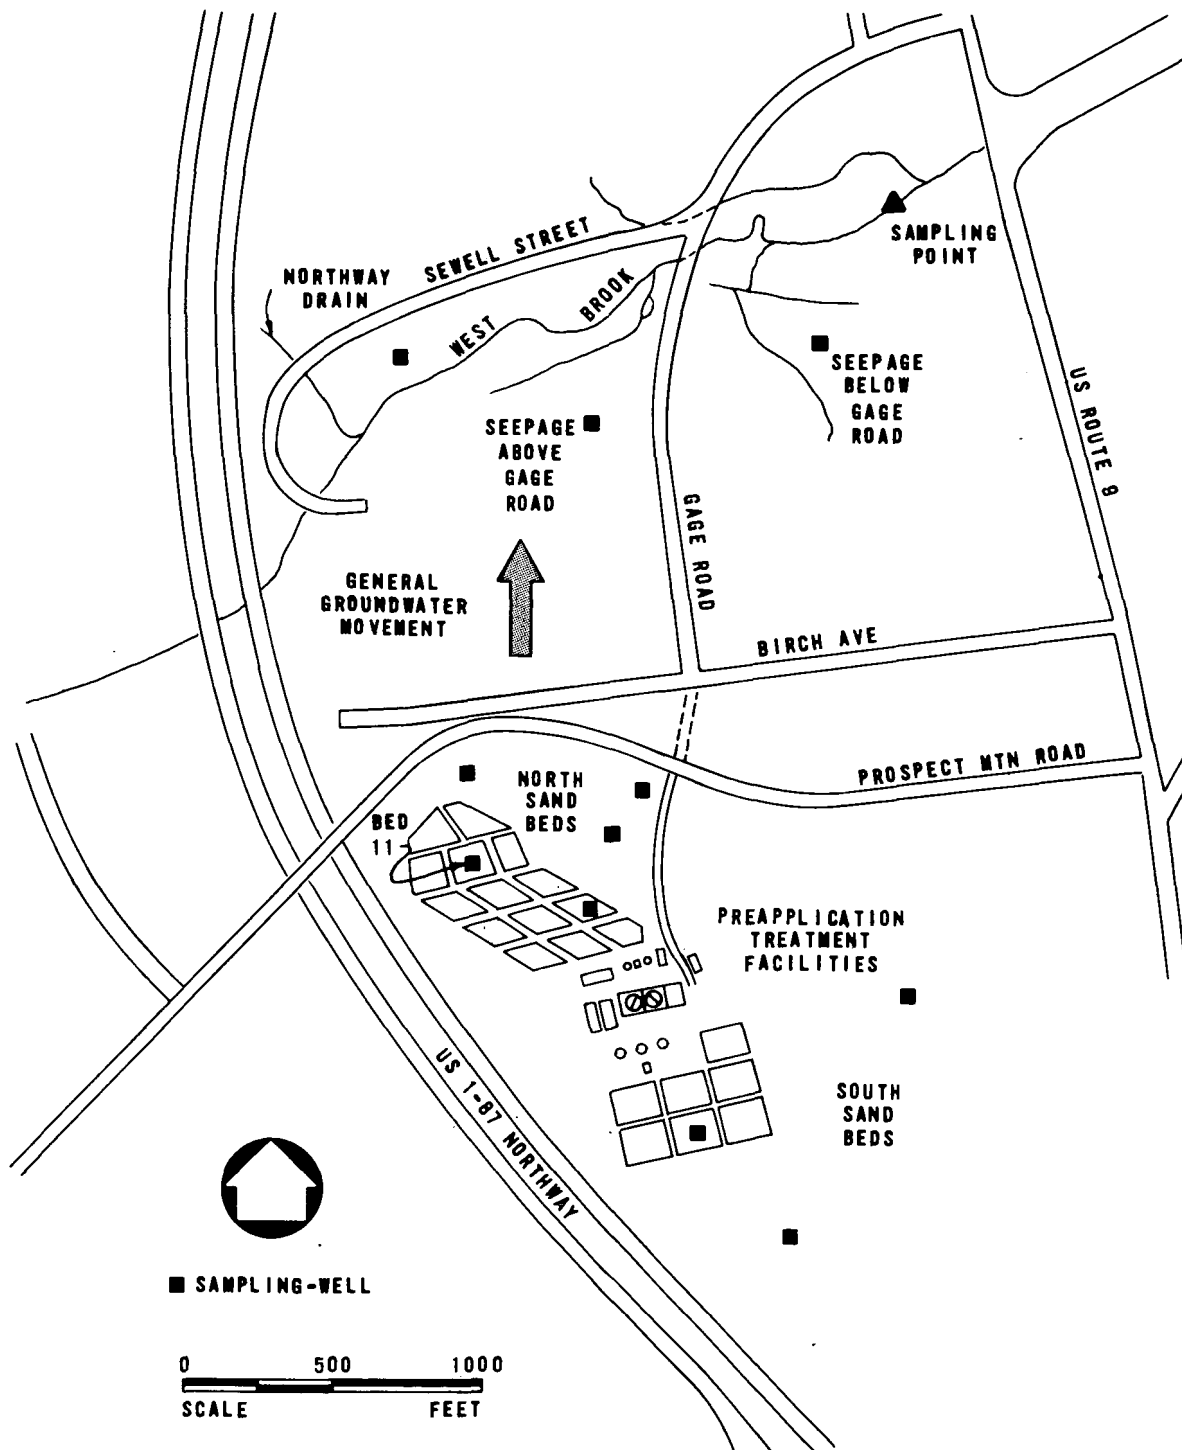 SEWELL STREET
NORTHWAY
DRAIN
WEST BROOK
SAMPLING
POINT
SEEPAGE
BELOW
GAGE
ROAD
US ROUTE 9
SEEPAGE
ABOVE
GAGE
ROAD
GAGE ROAD
GENERAL
GROUNDWATER
MOVEMENT
BIRCH AVE
PROSPECT MTN ROAD
NORTH
SAND
BEDS
BED
11
PREAPPLICATION
TREATMENT
FACILITIES
US I-87 NORTHWAY
SOUTH
SAND
BEDS
SAMPLING-WELL
0 500 1000
SCALE FEET